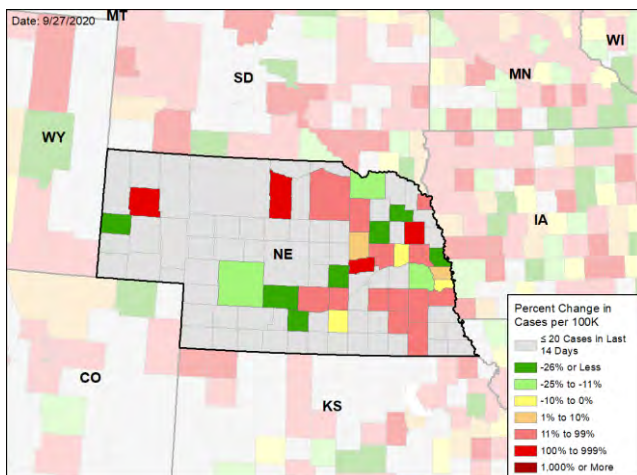 Date: 9/27/2020
MT
WI
SD
MN
WY
IA
NE
CO
KS
Percent Change in
Cases per 100K
≤ 20 Cases in Last
14 Days
-26% or Less
-25% to -11%
-10% to 0%
1% to 10%
11% to 99%
100% to 999%
1,000% or More